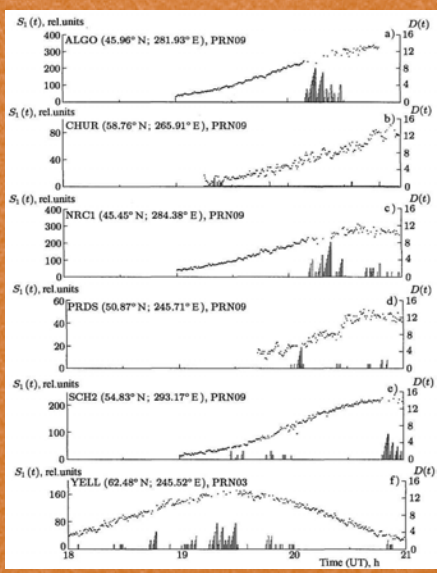 S₁(t), rel.units D(t)
400 16
ALGO (45.96° N; 281.93° E), PRN09 a)
300 12
200 8
100 4
0 0
S₁(t), rel.units
16
CHUR (58.76° N; 265.91° E), PRN09 b)
80 12
8
40 4
0 0
S₁(t), rel.units D(t)
400 16
NRC1 (45.45° N; 284.38° E), PRN09 c)
300 12
200 8
100 4
0 0
S₁(t), rel.units D(t)
60 16
PRDS (50.87° N; 245.71° E), PRN09 d)
12
40 8
20 4
0 0
S₁(t), rel.units D(t)
SCH2 (54.83° N; 293.17° E), PRN09 e)
16
200 12
100 8
4
0 0
S₁(t), rel.units D(t)
YELL (62.48° N; 245.52° E), PRN03 f)
16
160 12
80 8
4
0 0
18 19 20 21
Time (UT), h